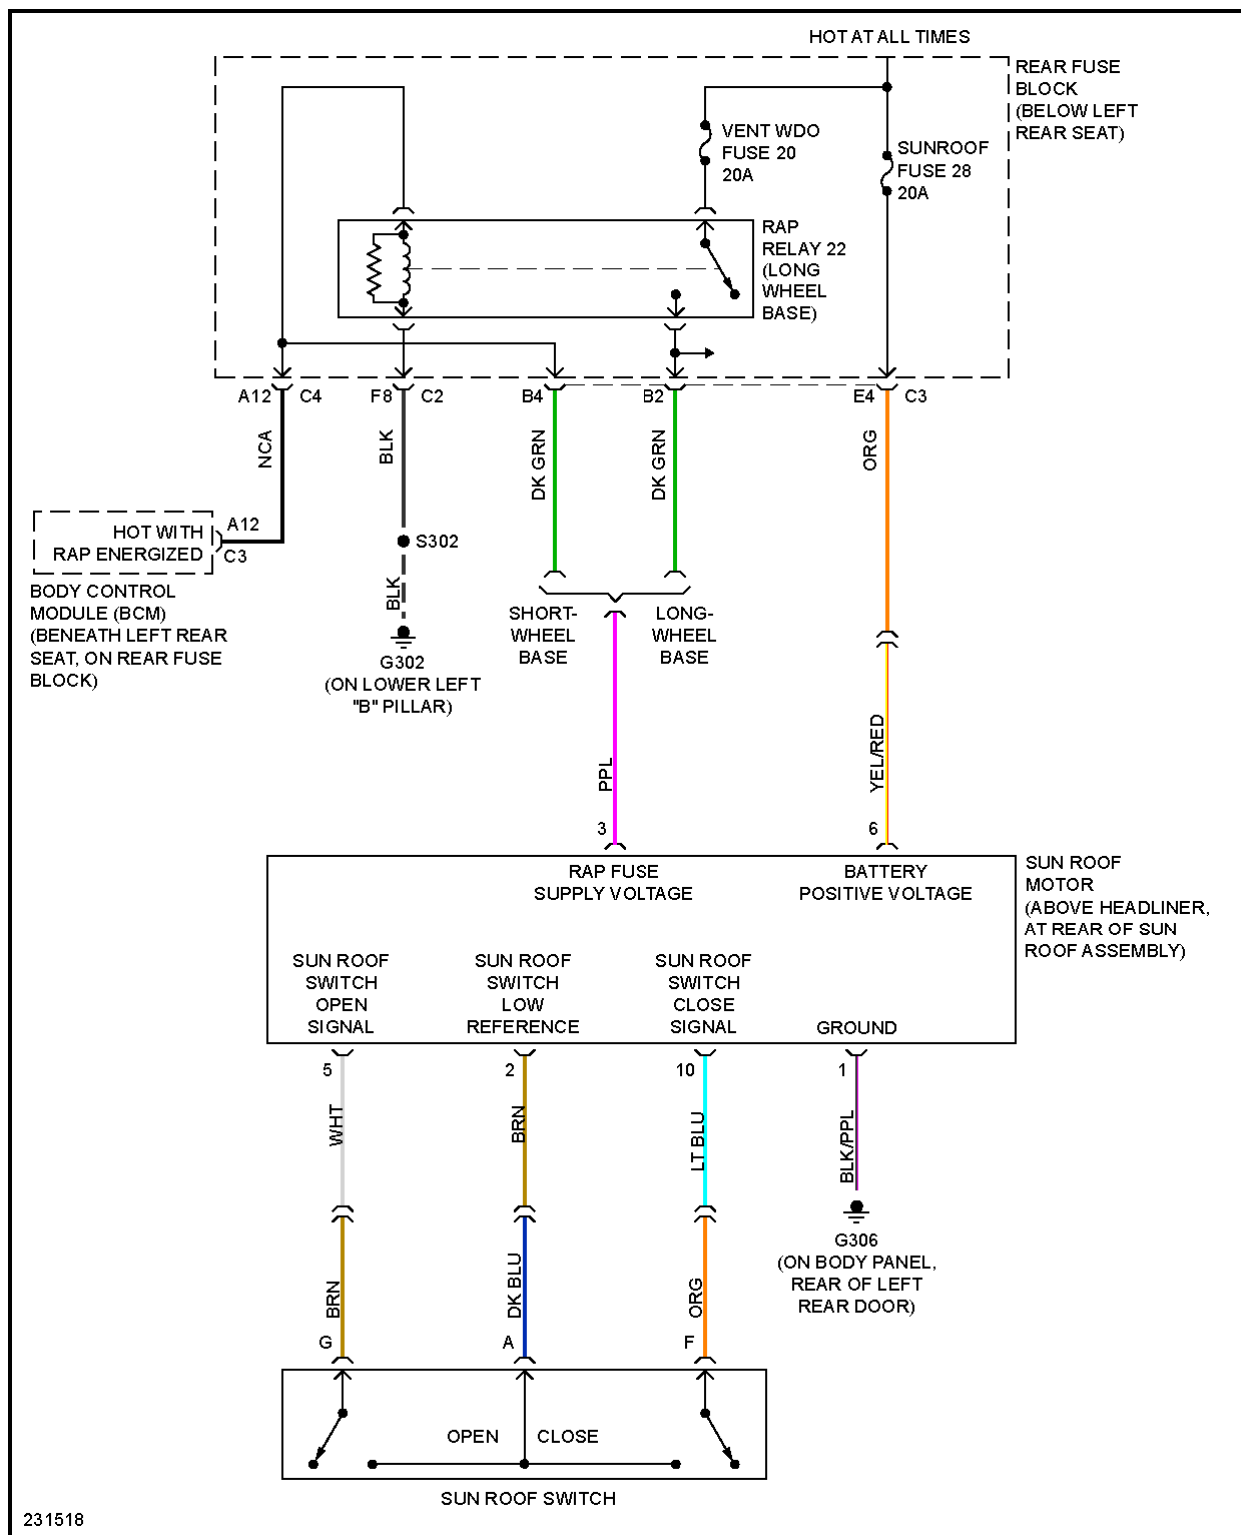 HOT AT ALL TIMES
REAR FUSE
BLOCK
(BELOW LEFT
REAR SEAT)
VENT WDO
FUSE 20
20A
SUNROOF
FUSE 28
20A
RAP
RELAY 22
(LONG
WHEEL
BASE)
A12 C4 F8 C2 B4 B2 E4 C3
NCA
BLK
DK GRN
DK GRN
ORG
HOT WITH
RAP ENERGIZED
A12
C3
BODY CONTROL
MODULE (BCM)
(BENEATH LEFT REAR
SEAT, ON REAR FUSE
BLOCK)
S302
BLK
G302
(ON LOWER LEFT
"B" PILLAR)
SHORT-
WHEEL
BASE
LONG-
WHEEL
BASE
PPL
YEL/RED
3 6
RAP FUSE
SUPPLY VOLTAGE
BATTERY
POSITIVE VOLTAGE
SUN ROOF
MOTOR
(ABOVE HEADLINER,
AT REAR OF SUN
ROOF ASSEMBLY)
SUN ROOF
SWITCH
OPEN
SIGNAL
SUN ROOF
SWITCH
LOW
REFERENCE
SUN ROOF
SWITCH
CLOSE
SIGNAL
GROUND
5 2 10 1
WHT
BRN
LT BLU
BLK/PPL
G306
(ON BODY PANEL,
REAR OF LEFT
REAR DOOR)
BRN
DK BLU
ORG
G A F
OPEN CLOSE
SUN ROOF SWITCH
231518